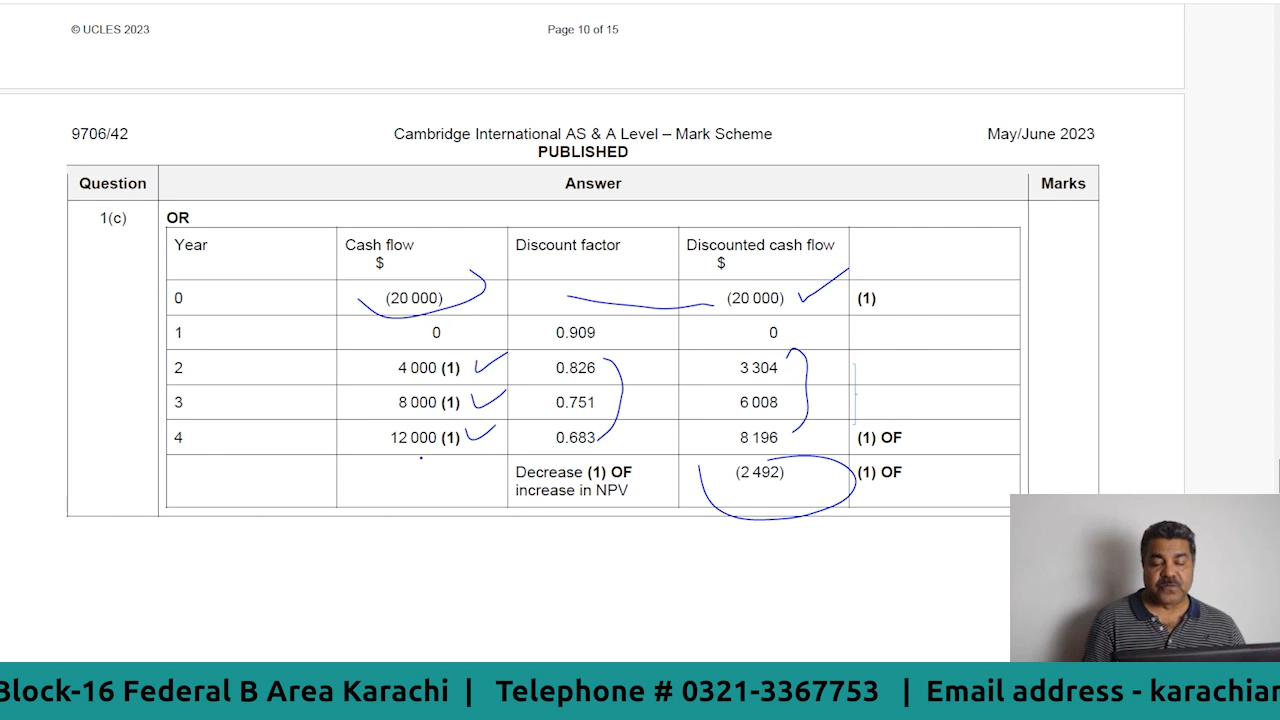 © UCLES 2023 Page 10 of 15
9706/42 Cambridge International AS & A Level – Mark Scheme May/June 2023
PUBLISHED
Question Answer Marks
1(c) OR
Year Cash flow Discount factor Discounted cash flow
$ $
0 (20 000) (20 000) (1)
1 0 0.909 0
2 4 000 (1) 0.826 3 304
3 8 000 (1) 0.751 6 008
4 12 000 (1) 0.683 8 196 (1) OF
Decrease (1) OF (2 492) (1) OF
increase in NPV
Block-16 Federal B Area Karachi | Telephone # 0321-3367753 | Email address - karachian